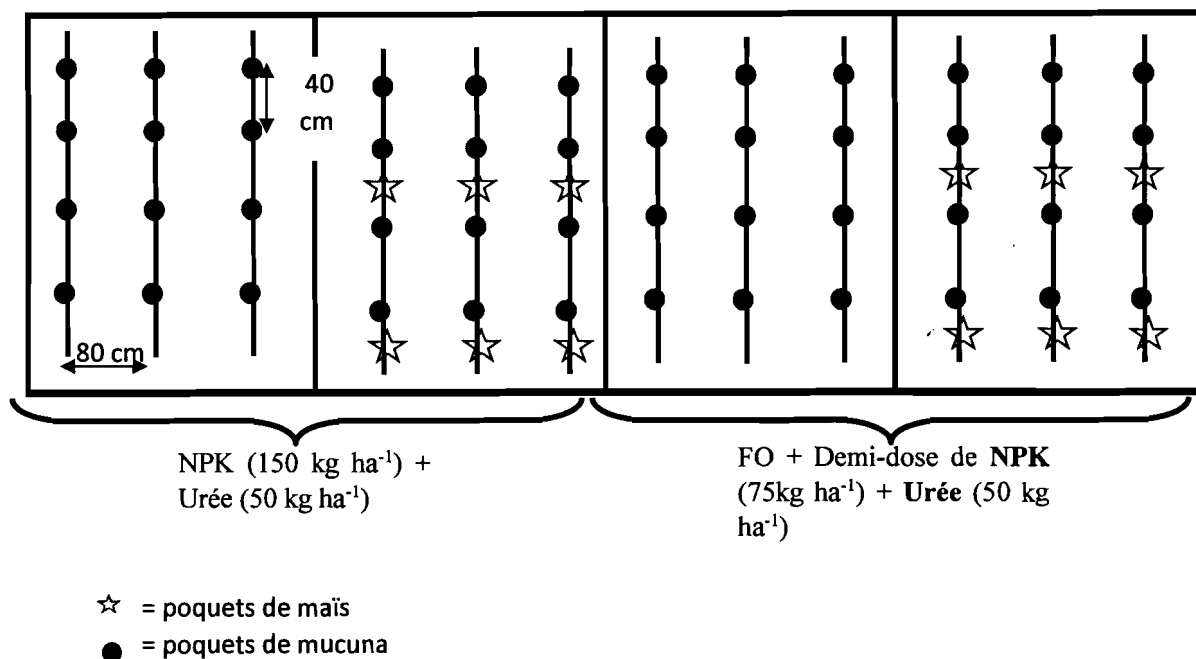 40
cm
80 cm
NPK (150 kg ha⁻¹) +
Urée (50 kg ha⁻¹)
FO + Demi-dose de NPK
(75kg ha⁻¹) + Urée (50 kg
ha⁻¹)
☆ = poquets de maïs
● = poquets de mucuna